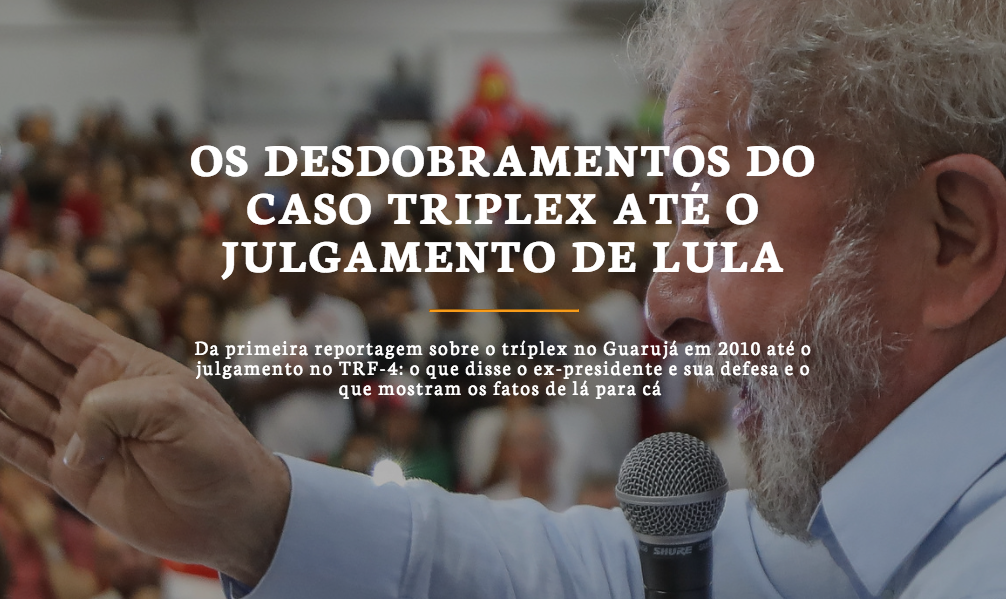 OS DESDOBRAMENTOS DO
CASO TRIPLEX ATÉ O
JULGAMENTO DE LULA
Da primeira reportagem sobre o tríplex no Guarujá em 2010 até o
julgamento no TRF-4: o que disse o ex-presidente e sua defesa e o
que mostram os fatos de lá para cá
SHURE